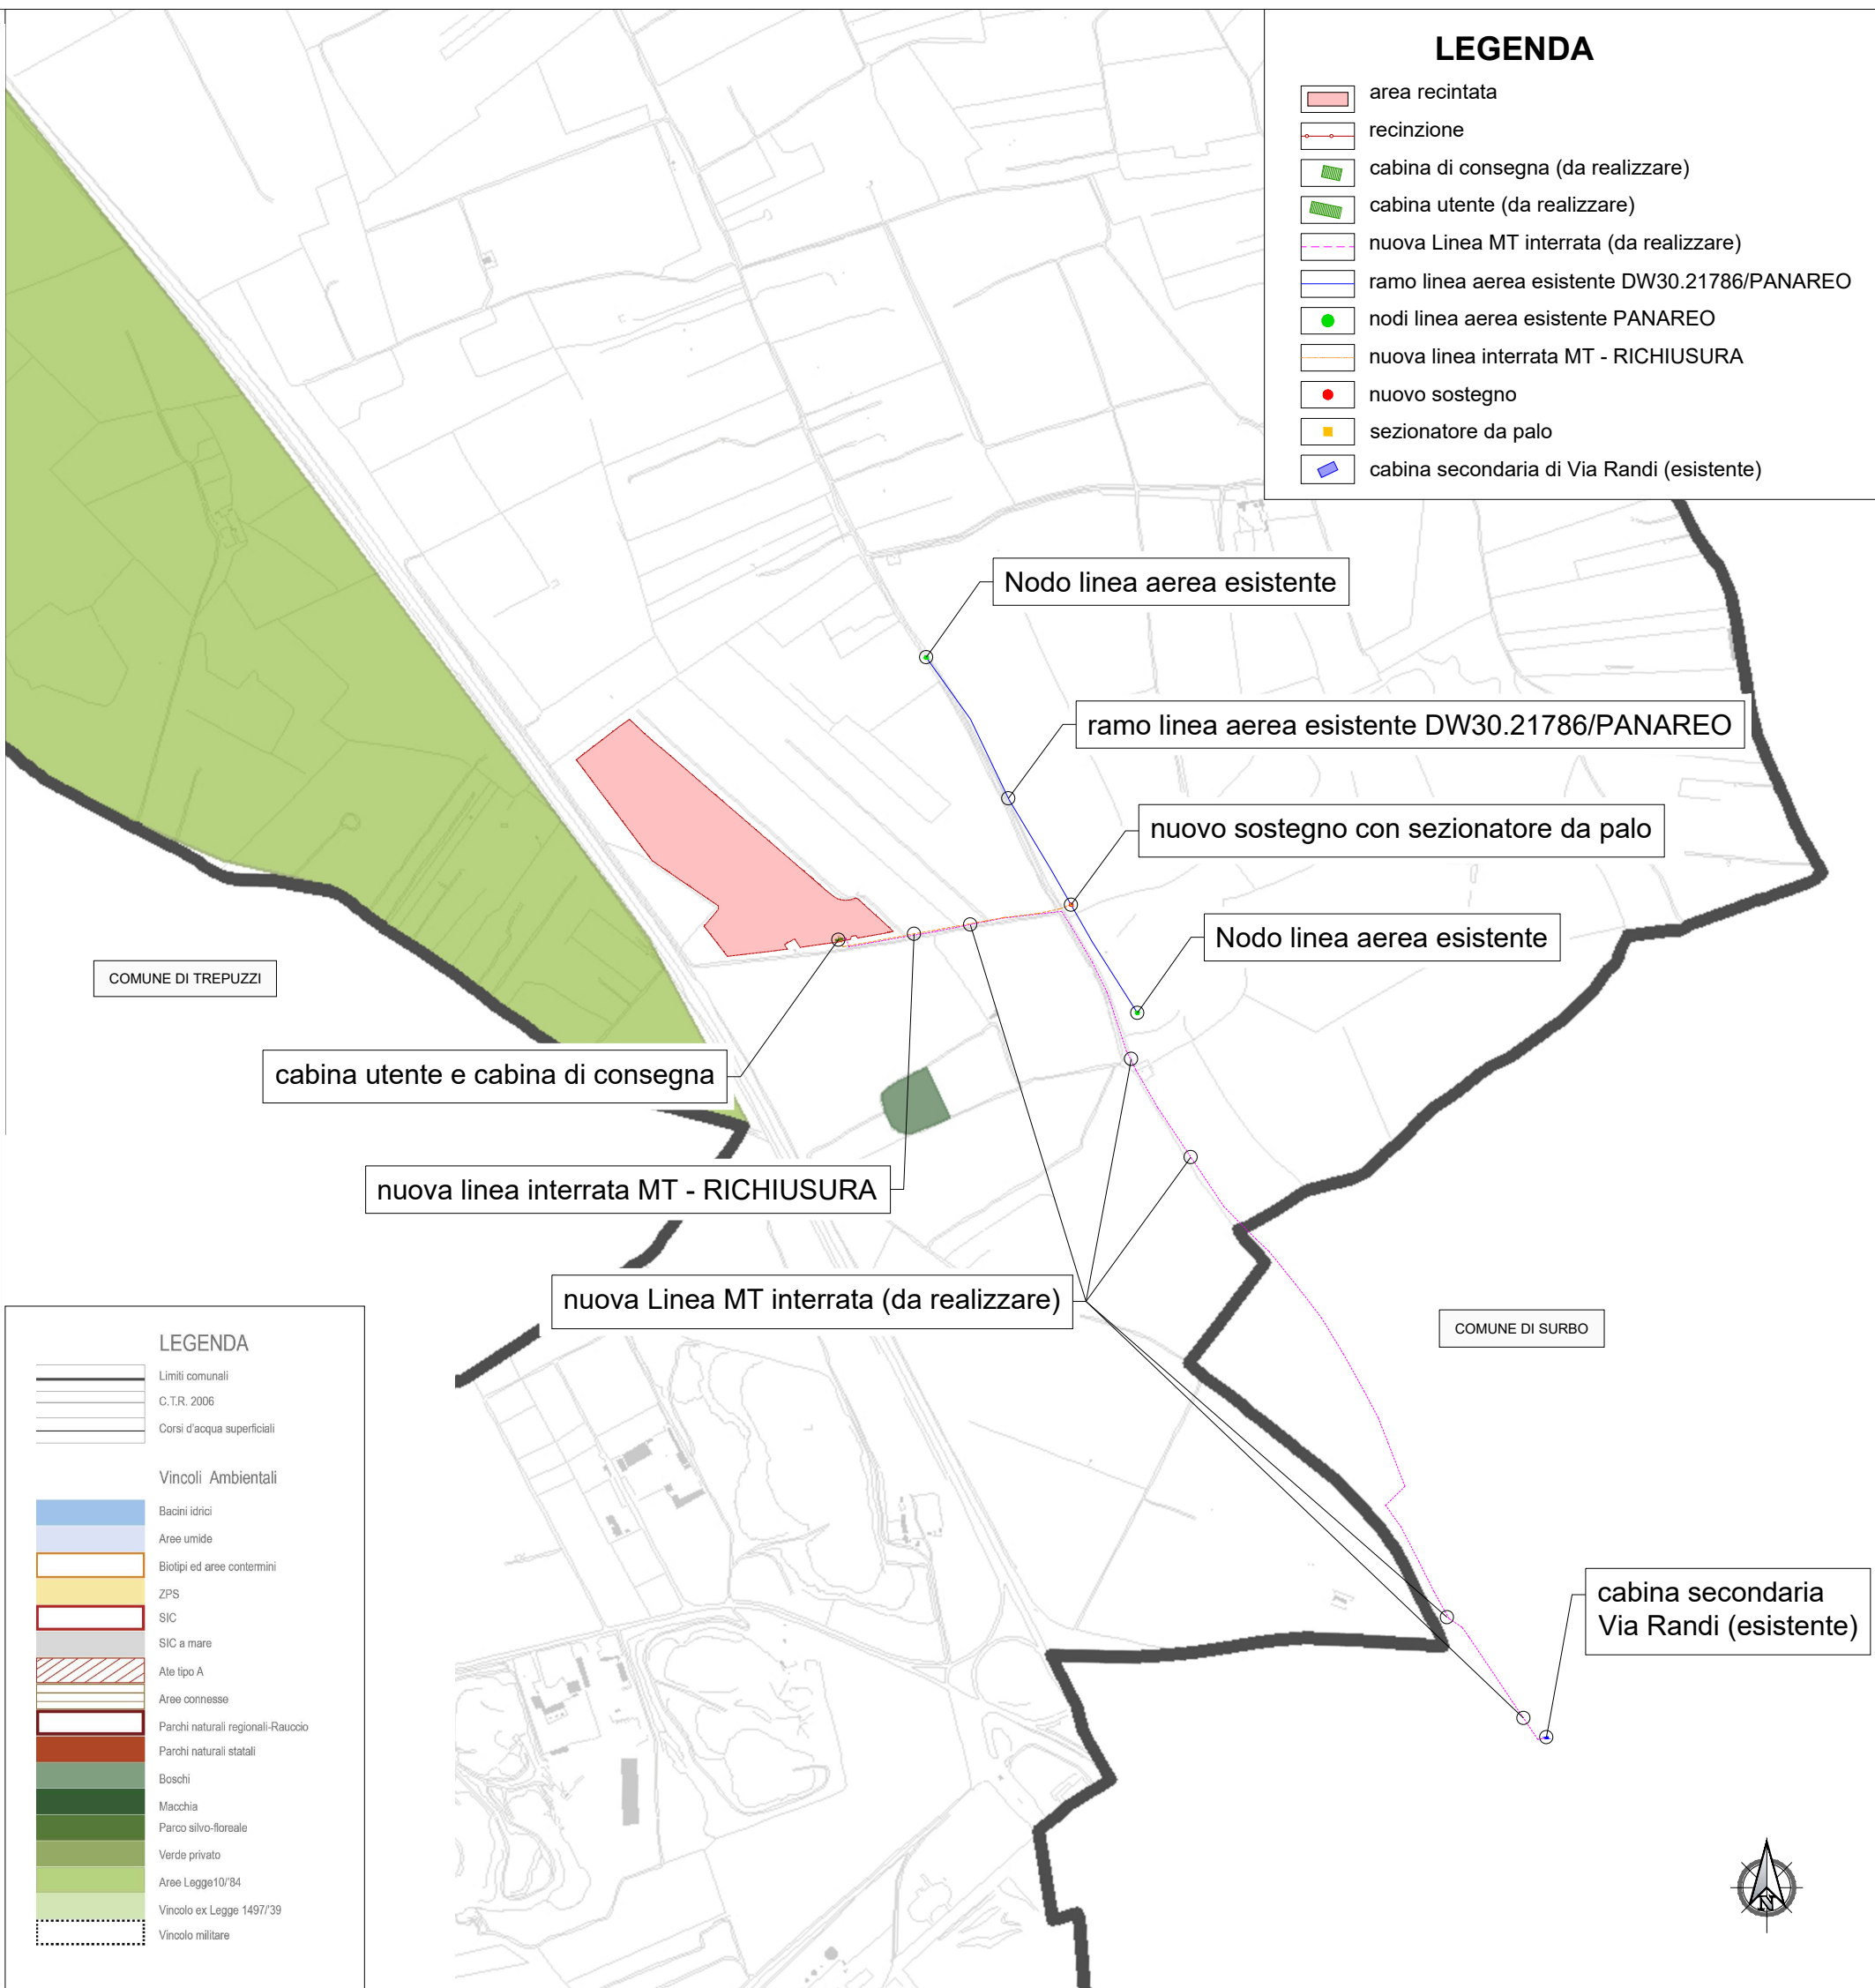 LEGENDA
area recintata
recinzione
cabina di consegna (da realizzare)
cabina utente (da realizzare)
nuova Linea MT interrata (da realizzare)
ramo linea aerea esistente DW30.21786/PANAREO
nodi linea aerea esistente PANAREO
nuova linea interrata MT - RICHIUSURA
nuovo sostegno
sezionatore da palo
cabina secondaria di Via Randi (esistente)
Nodo linea aerea esistente
ramo linea aerea esistente DW30.21786/PANAREO
nuovo sostegno con sezionatore da palo
Nodo linea aerea esistente
COMUNE DI TREPUZZI
cabina utente e cabina di consegna
nuova linea interrata MT - RICHIUSURA
nuova Linea MT interrata (da realizzare)
COMUNE DI SURBO
cabina secondaria
Via Randi (esistente)
LEGENDA
Limiti comunali
C.T.R. 2006
Corsi d'acqua superficiali
Vincoli Ambientali
Bacini idrici
Aree umide
Biotipi ed aree contermini
ZPS
SIC
SIC a mare
Ate tipo A
Aree connesse
Parchi naturali regionali-Rauccio
Parchi naturali statali
Boschi
Macchia
Parco silvo-floreale
Verde privato
Aree Legge10/'84
Vincolo ex Legge 1497/'39
Vincolo militare
N